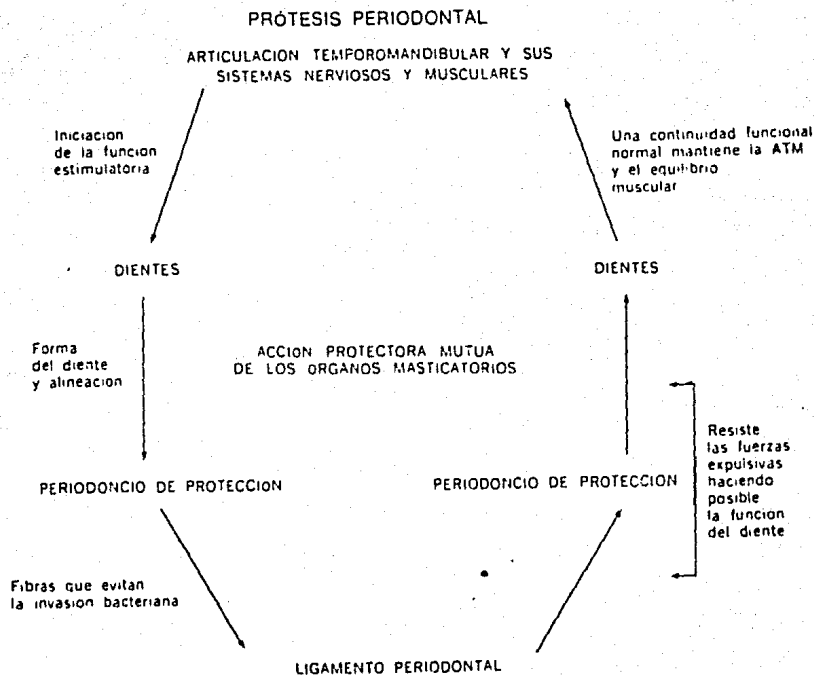 PRÓTESIS PERIODONTAL
ARTICULACION TEMPOROMANDIBULAR Y SUS
SISTEMAS NERVIOSOS Y MUSCULARES
Iniciacion
de la funcion
estimulatoria
Una continuidad funcional
normal mantiene la ATM
y el equilibrio
muscular
DIENTES
DIENTES
Forma
del diente
y alineacion
ACCION PROTECTORA MUTUA
DE LOS ORGANOS MASTICATORIOS
Resiste
las fuerzas
expulsivas
haciendo
posible
la funcion
del diente
PERIODONCIO DE PROTECCION
PERIODONCIO DE PROTECCION
Fibras que evitan
la invasion bacteriana
LIGAMENTO PERIODONTAL